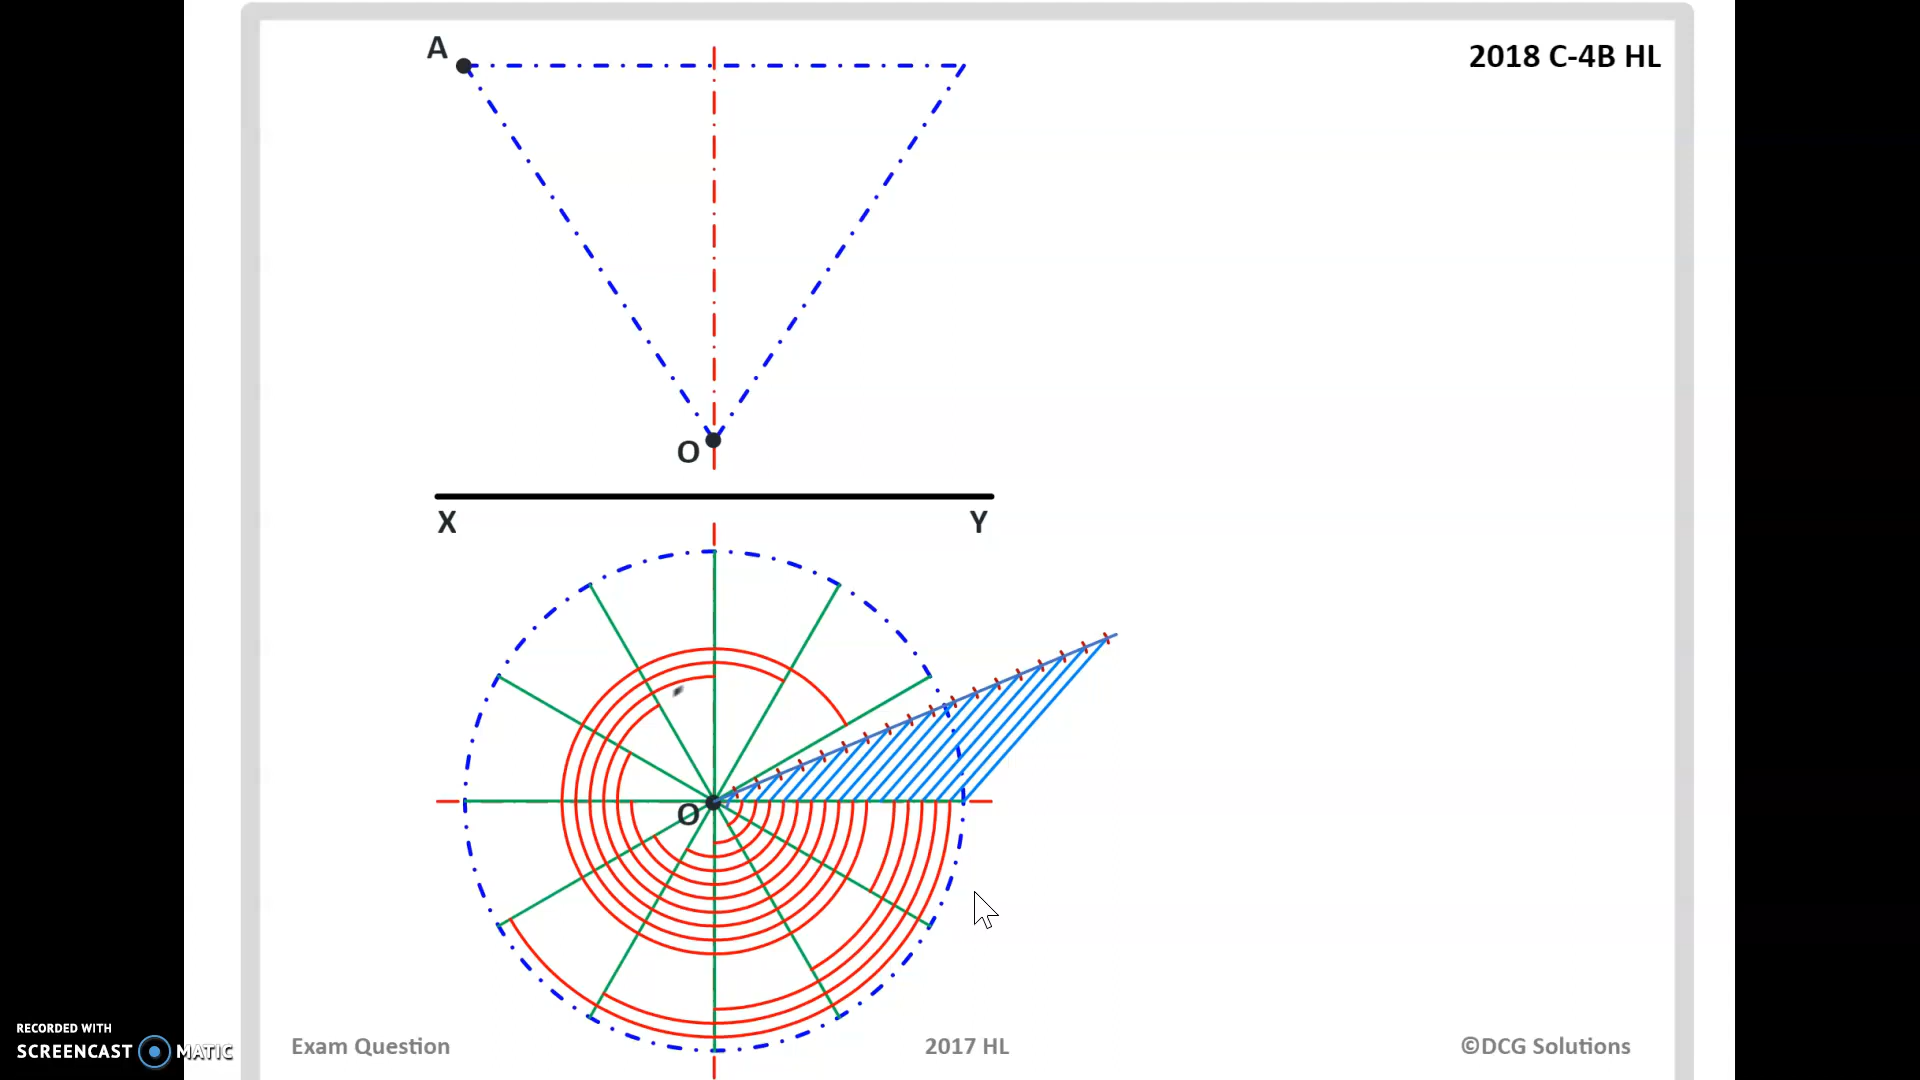 A
2018 C-4B HL
O
X
Y
O
RECORDED WITH
SCREENCAST MATIC
Exam Question
2017 HL
©DCG Solutions